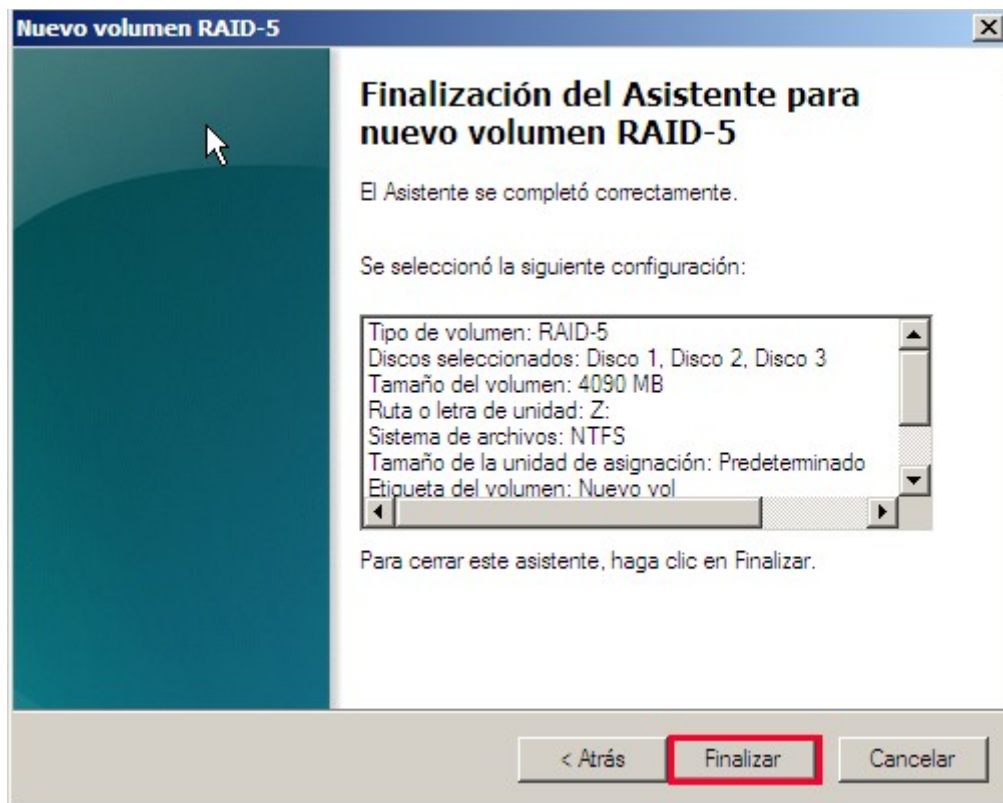 Nuevo volumen RAID-5
Finalización del Asistente para
nuevo volumen RAID-5
El Asistente se completó correctamente.
Se seleccionó la siguiente configuración:
Tipo de volumen: RAID-5
Discos seleccionados: Disco 1, Disco 2, Disco 3
Tamaño del volumen: 4090 MB
Ruta o letra de unidad: Z:
Sistema de archivos: NTFS
Tamaño de la unidad de asignación: Predeterminado
Etiqueta del volumen: Nuevo vol
Para cerrar este asistente, haga clic en Finalizar.
< Atrás
Finalizar
Cancelar